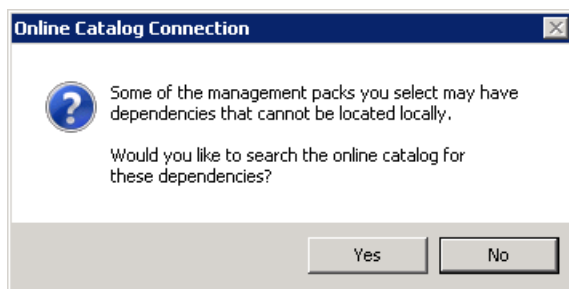 Online Catalog Connection
Some of the management packs you select may have
dependencies that cannot be located locally.
Would you like to search the online catalog for
these dependencies?
Yes
No